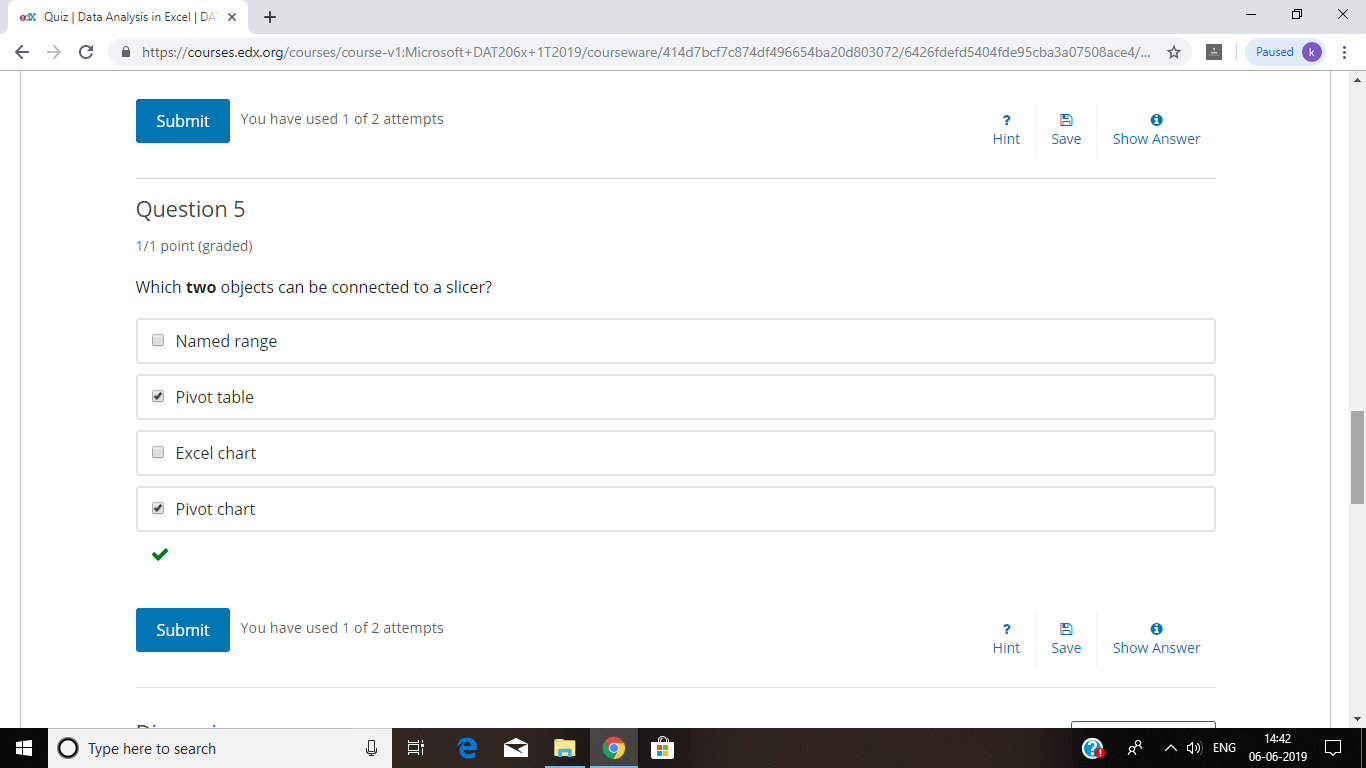 edX Quiz | Data Analysis in Excel | DAT
https://courses.edx.org/courses/course-v1:Microsoft+DAT206x+1T2019/courseware/414d7bcf7c874df496654ba20d803072/6426fdefd5404fde95cba3a07508ace4/...
Paused k
Submit You have used 1 of 2 attempts
? Hint Save Show Answer
Question 5
1/1 point (graded)
Which two objects can be connected to a slicer?
Named range
Pivot table
Excel chart
Pivot chart
Submit You have used 1 of 2 attempts
? Hint Save Show Answer
Type here to search
ENG
14:42
06-06-2019